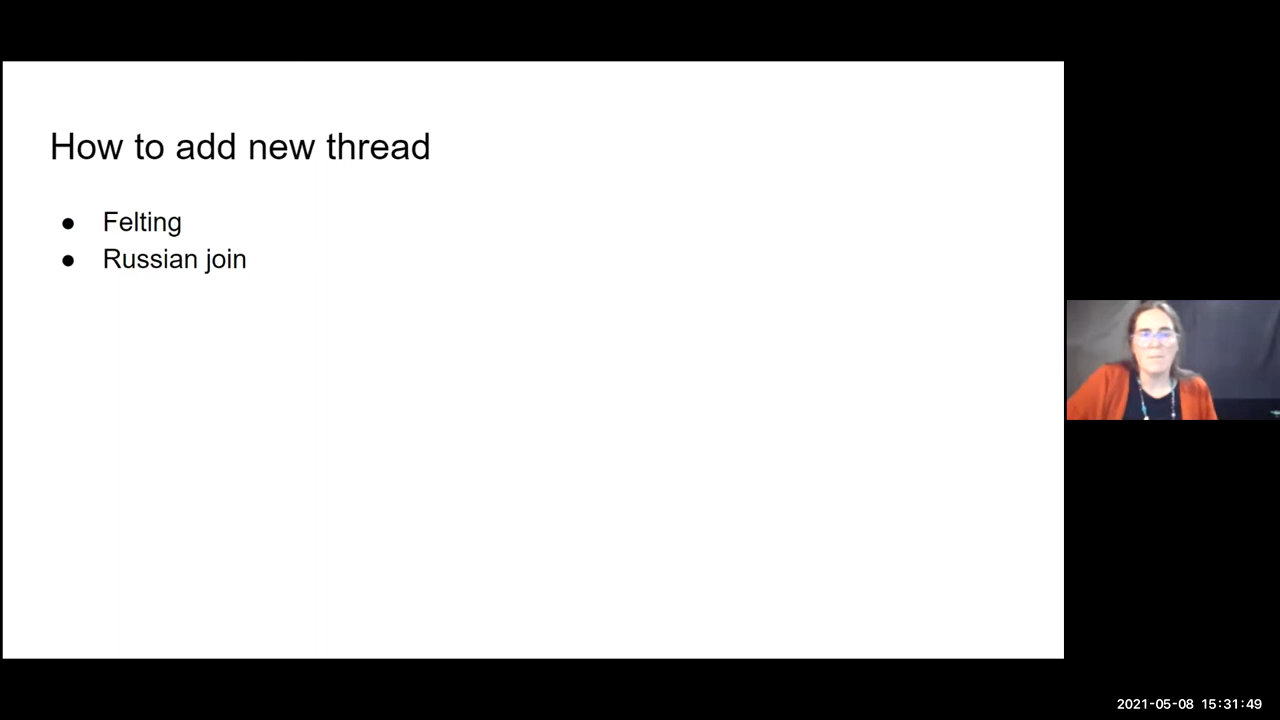 How to add new thread
● Felting
● Russian join
2021-05-08 15:31:49